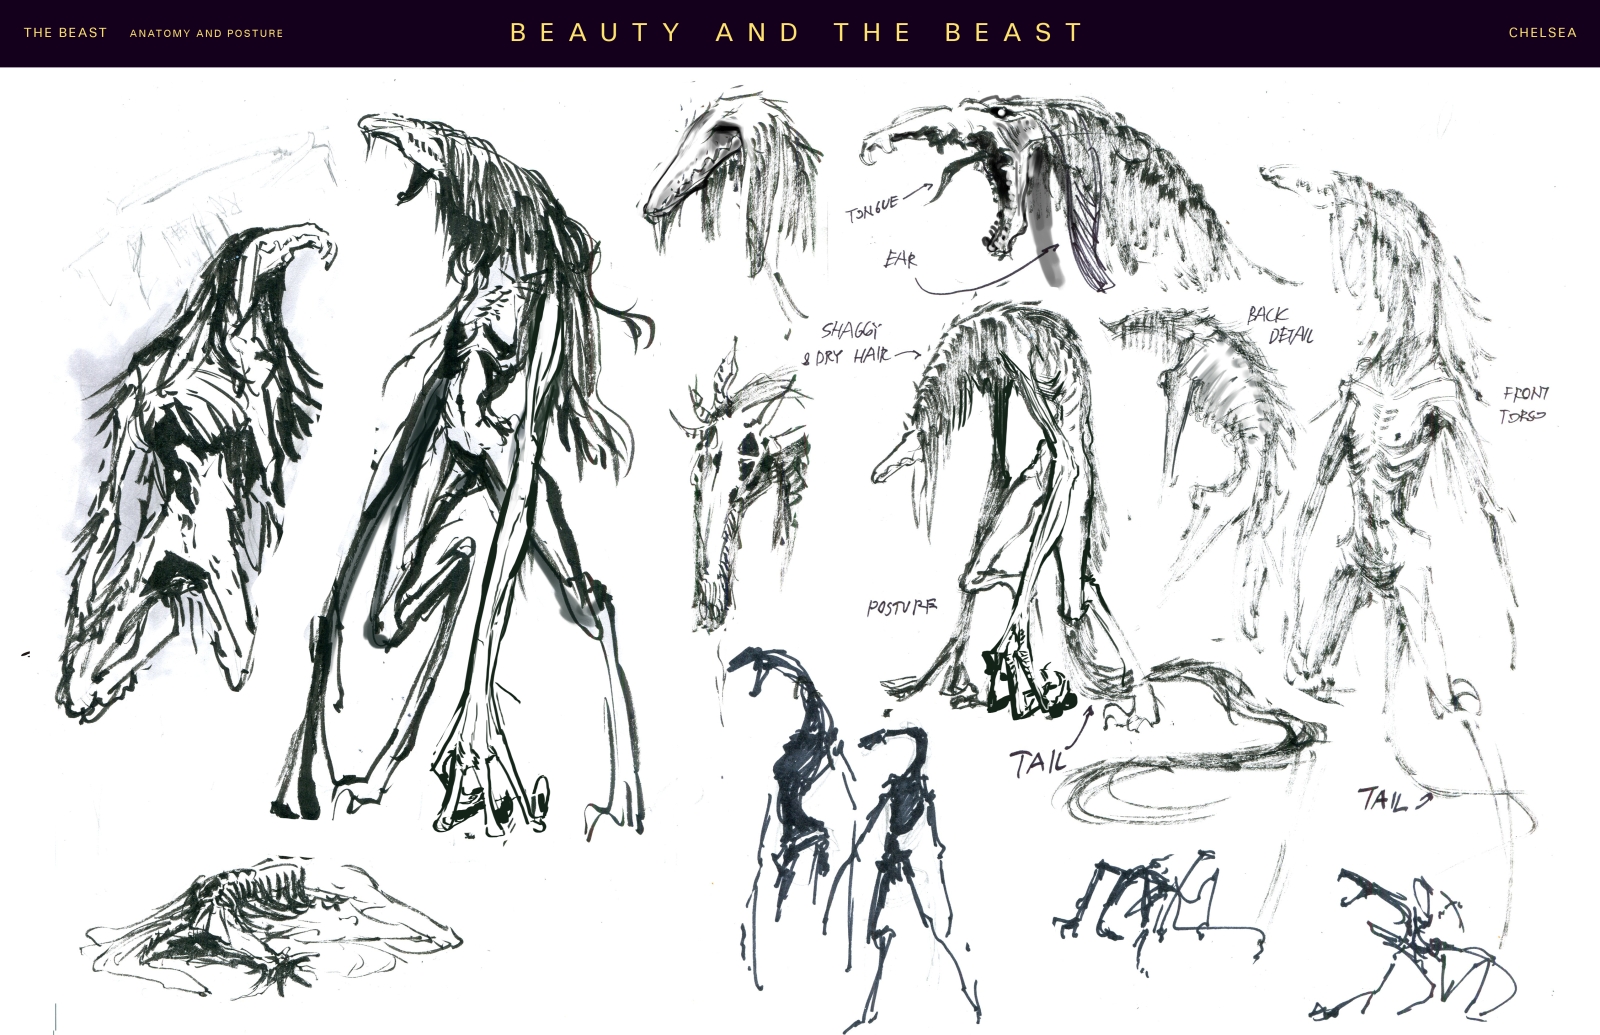 THE BEAST ANATOMY AND POSTURE
BEAUTY AND THE BEAST
CHELSEA
TONGUE
EAR
SHAGGY
& DRY HAIR
BACK
DETAIL
FRONT
TORSO
POSTURE
TAIL
TAIL